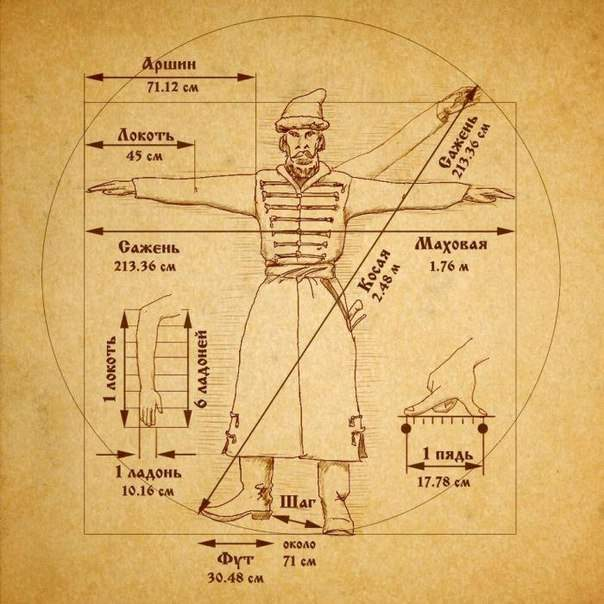 Аршин
71.12 см
Локоть
45 см
Сажень
213.36 см
Сажень
213.36 см
Маховая
1.76 м
Косая
2.48 м
1 локоть
6 ладоней
1 ладонь
10.16 см
1 пядь
17.78 см
Шаг
около
71 см
Фут
30.48 см